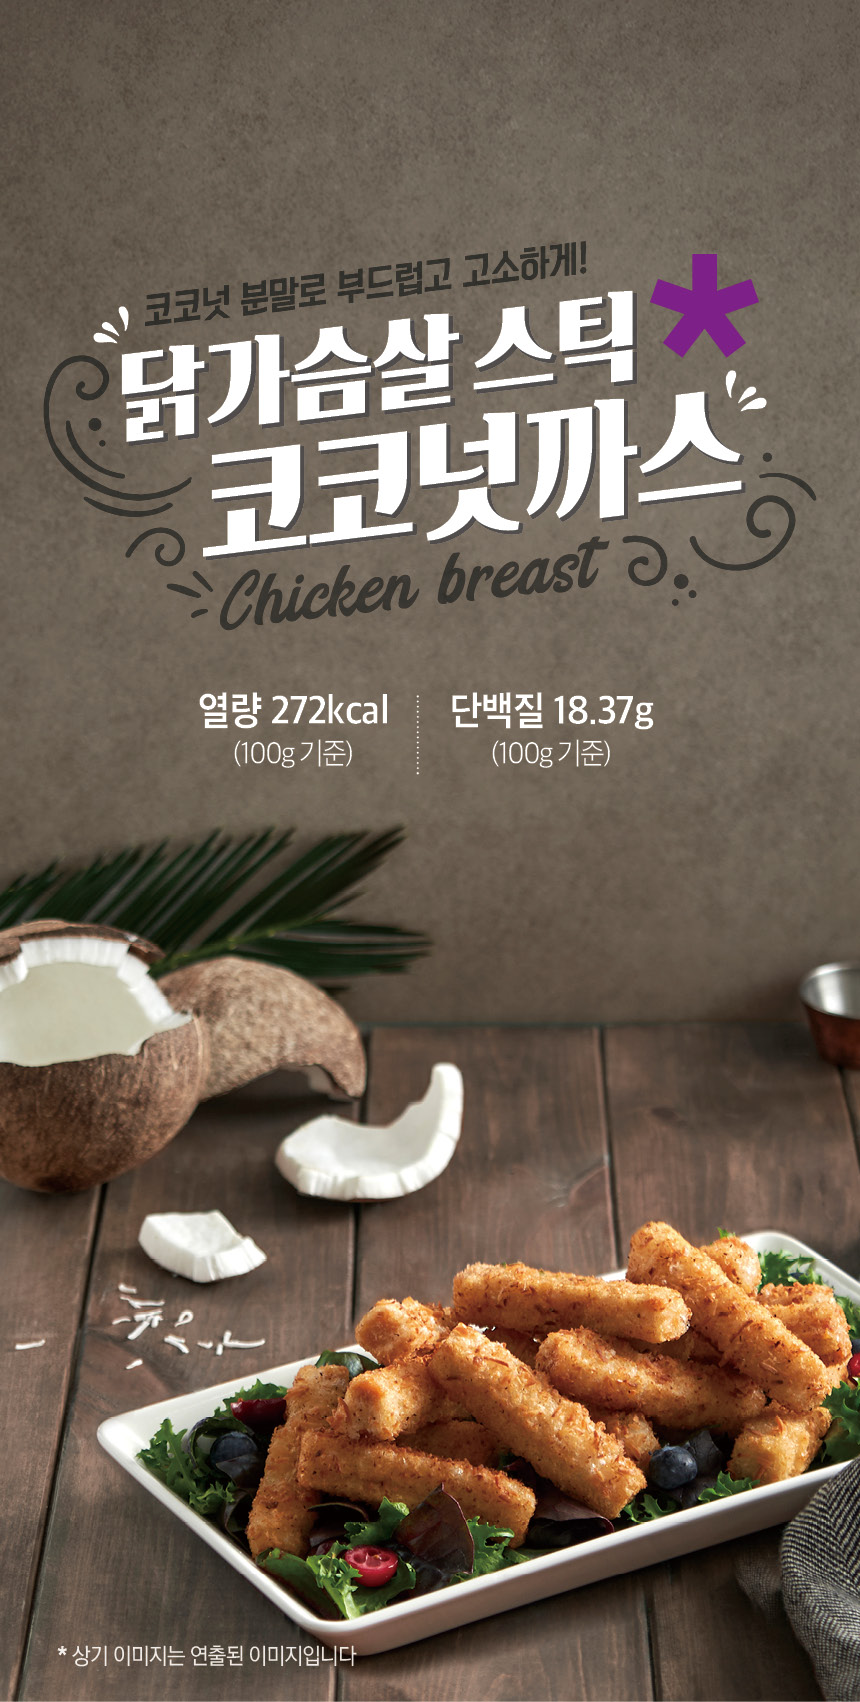 코코넛 분말로 부드럽고 고소하게!
닭가슴살 스틱
코코넛까스
Chicken breast
열량 272kcal
(100g 기준)
단백질 18.37g
(100g 기준)
* 상기 이미지는 연출된 이미지입니다